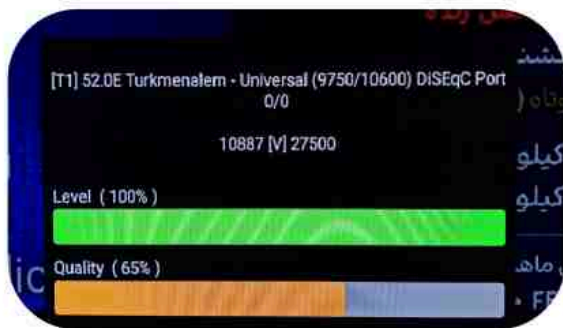 زنده
[T1] 52.0E Turkmenalem - Universal (9750/10600) DiSEqC Port
0/0
10887 [V] 27500
کیلو
Level ( 100% )
کیلو
Quality ( 65% )